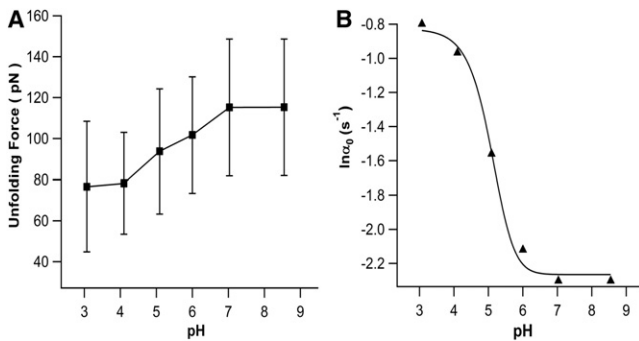 A
Unfolding Force ( pN )
160
140
120
100
80
60
40
3 4 5 6 7 8 9
pH
B
lnα₀ (s⁻¹)
-0.8
-1.0
-1.2
-1.4
-1.6
-1.8
-2.0
-2.2
3 4 5 6 7 8 9
pH